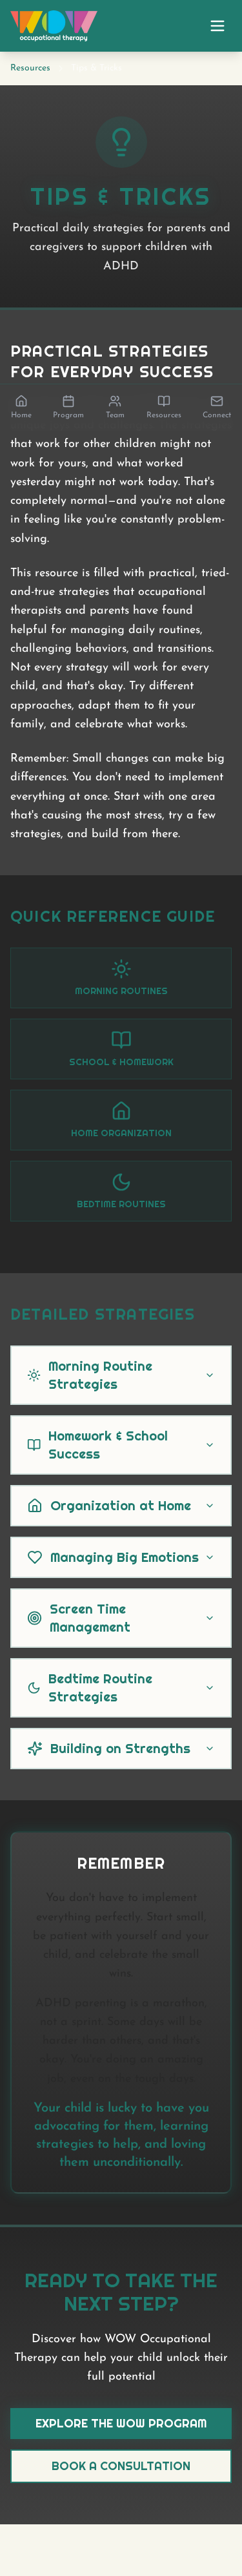 WOW
occupational therapy
Resources
TIPS & TRICKS
Practical daily strategies for parents and
caregivers to support children with
ADHD
PRACTICAL STRATEGIES
FOR EVERYDAY SUCCESS
Home Program Team Resources Connect
that work for other children might not
work for yours, and what worked
yesterday might not work today. That's
completely normal—and you're not alone
in feeling like you're constantly problem-
solving.
This resource is filled with practical, tried-
and-true strategies that occupational
therapists and parents have found
helpful for managing daily routines,
challenging behaviors, and transitions.
Not every strategy will work for every
child, and that's okay. Try different
approaches, adapt them to fit your
family, and celebrate what works.
Remember: Small changes can make big
differences. You don't need to implement
everything at once. Start with one area
that's causing the most stress, try a few
strategies, and build from there.
QUICK REFERENCE GUIDE
MORNING ROUTINES
SCHOOL & HOMEWORK
HOME ORGANIZATION
BEDTIME ROUTINES
DETAILED STRATEGIES
Morning Routine
Strategies
Homework & School
Success
Organization at Home
Managing Big Emotions
Screen Time
Management
Bedtime Routine
Strategies
Building on Strengths
REMEMBER
You don't have to implement
everything perfectly. Start small,
be patient with yourself and your
child, and celebrate the small
wins.
ADHD parenting is a marathon,
not a sprint. Some days will be
harder than others, and that's
okay.
Your child is lucky to have you
advocating for them, learning
strategies to help, and loving
them unconditionally.
READY TO TAKE THE
NEXT STEP?
Discover how WOW Occupational
Therapy can help your child unlock their
full potential
EXPLORE THE WOW PROGRAM
BOOK A CONSULTATION